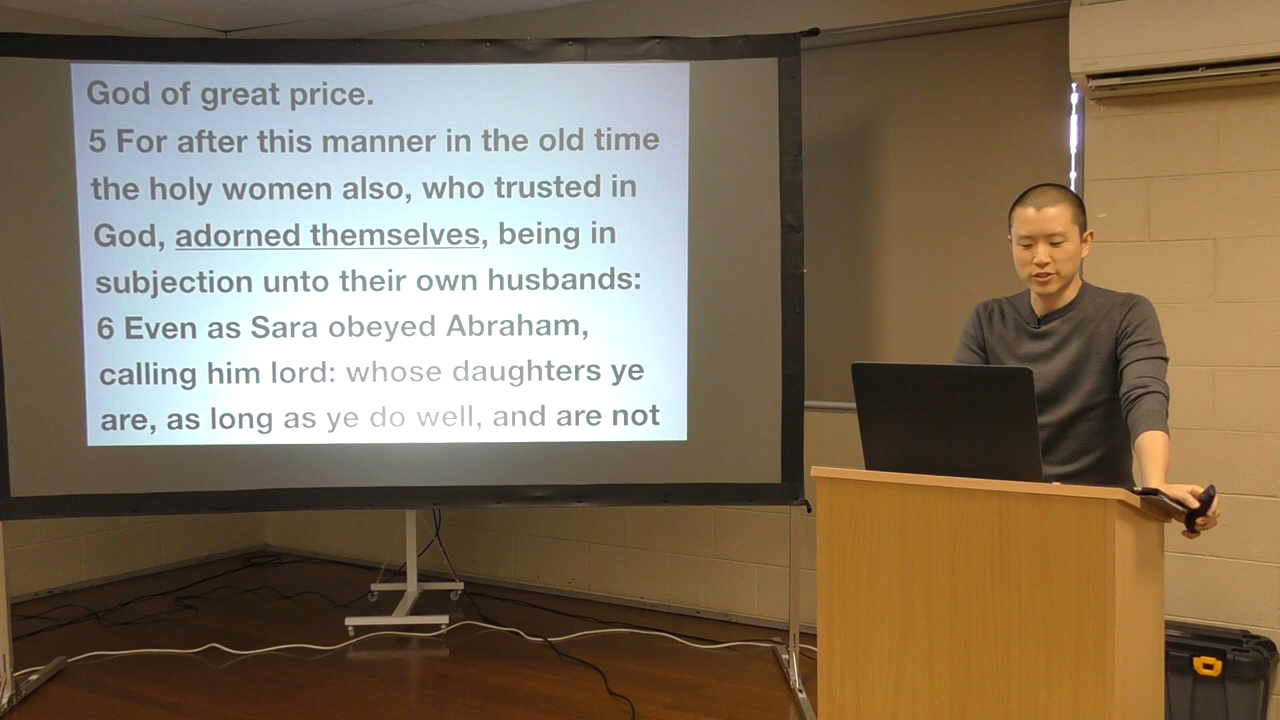 God of great price.
5 For after this manner in the old time
the holy women also, who trusted in
God, adorned themselves, being in
subjection unto their own husbands:
6 Even as Sara obeyed Abraham,
calling him lord: whose daughters ye
are, as long as ye do well, and are not